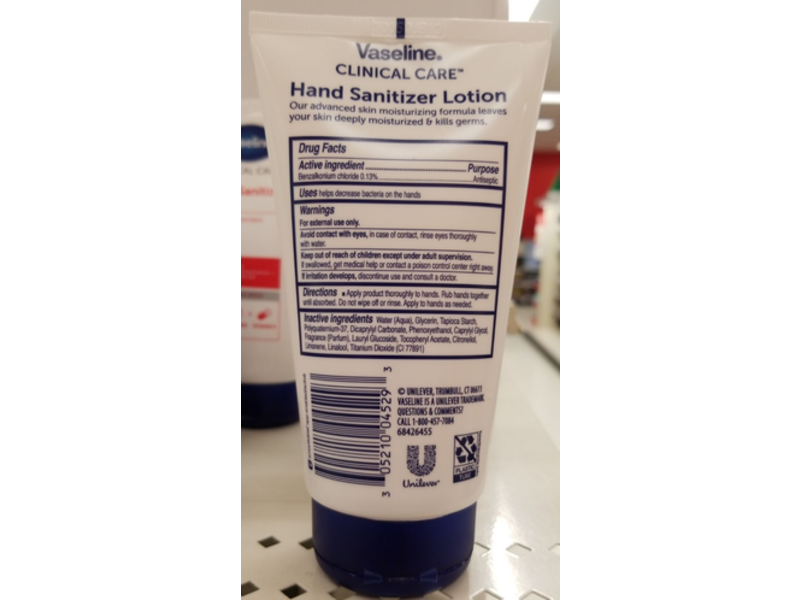 Vaseline®
CLINICAL CARE™
Hand Sanitizer Lotion
Our advanced skin moisturizing formula leaves
your skin deeply moisturized & kills germs.
Drug Facts
Active ingredient Purpose
Benzalkonium chloride 0.13% Antiseptic
Uses helps decrease bacteria on the hands
Warnings
For external use only.
Avoid contact with eyes, in case of contact, rinse eyes thoroughly
with water.
Keep out of reach of children except under adult supervision.
If swallowed, get medical help or contact a poison control center right away
If irritation develops, discontinue use and consult a doctor.
Directions • Apply product thoroughly to hands. Rub hands together
until absorbed. Do not wipe off or rinse. Apply to hands as needed.
Inactive ingredients Water (Aqua), Glycerin, Tapioca Starch,
Polyquaternium-37, Dicaprylyl Carbonate, Phenoxyethanol, Caprylyl Glycol,
Fragrance (Parfum), Lauryl Glucoside, Tocopheryl Acetate, Citronellol,
Limonene, Linalool, Titanium Dioxide (CI 77891)
3 05210 04529 3
© UNILEVER, TRUMBULL, CT 06611
VASELINE IS A UNILEVER TRADEMARK
QUESTIONS & COMMENTS?
CALL 1-800-457-7084
68426455
Unilever
PLASTIC
TUBE